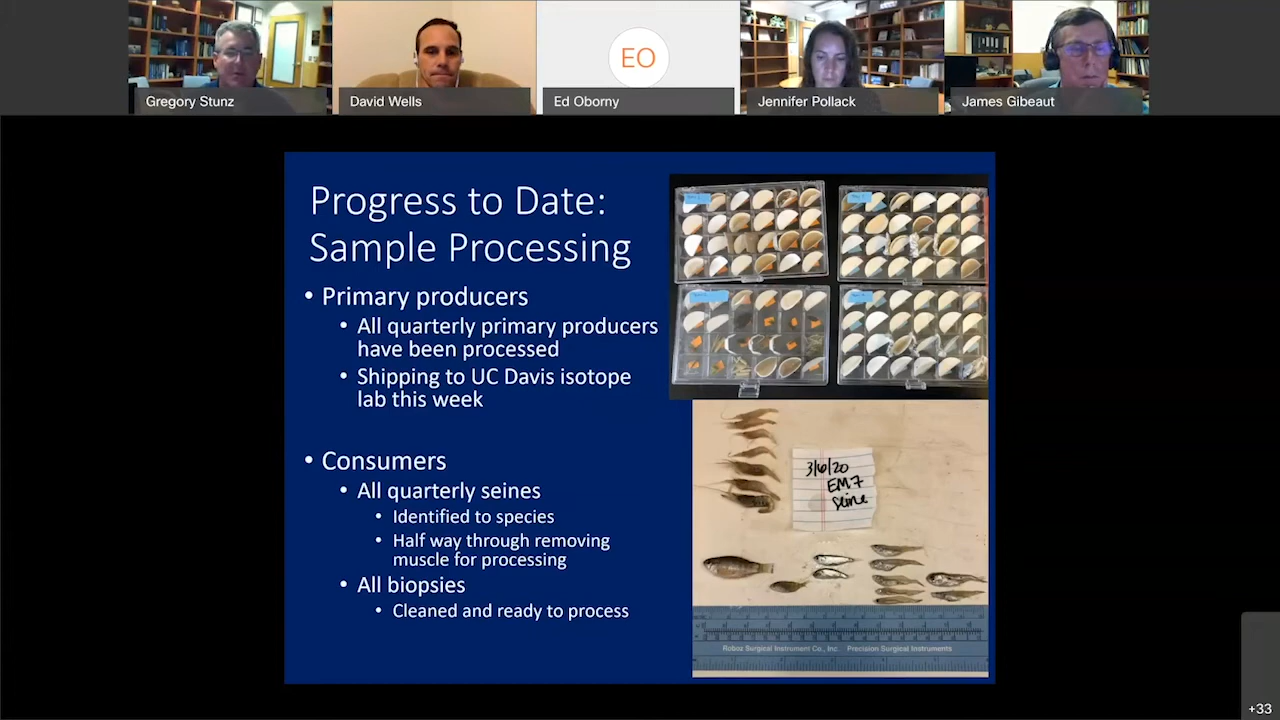 Gregory Stunz
David Wells
EO
Ed Oborny
Jennifer Pollack
James Gibeaut
Progress to Date:
Sample Processing
• Primary producers
• All quarterly primary producers
have been processed
• Shipping to UC Davis isotope
lab this week
• Consumers
• All quarterly seines
• Identified to species
• Half way through removing
muscle for processing
• All biopsies
• Cleaned and ready to process
3/6/20
EM7
Seine
Roboz Surgical Instrument Co., Inc. Precision Surgical Instruments
+33